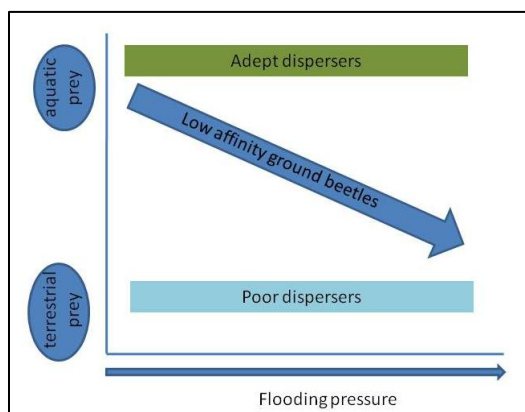 aquatic
prey
Adept dispersers
Low affinity ground beetles
terrestrial
prey
Poor dispersers
Flooding pressure